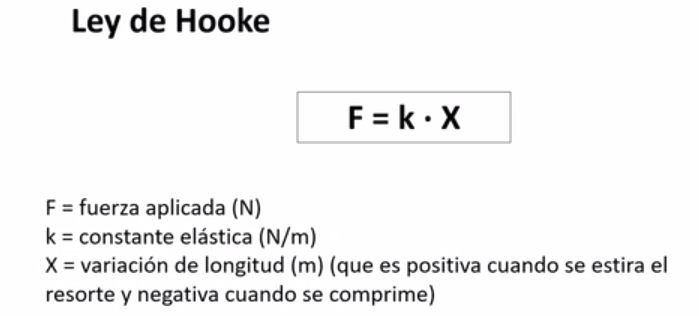 Ley de Hooke
F = k · X
F = fuerza aplicada (N)
k = constante elástica (N/m)
X = variación de longitud (m) (que es positiva cuando se estira el
resorte y negativa cuando se comprime)